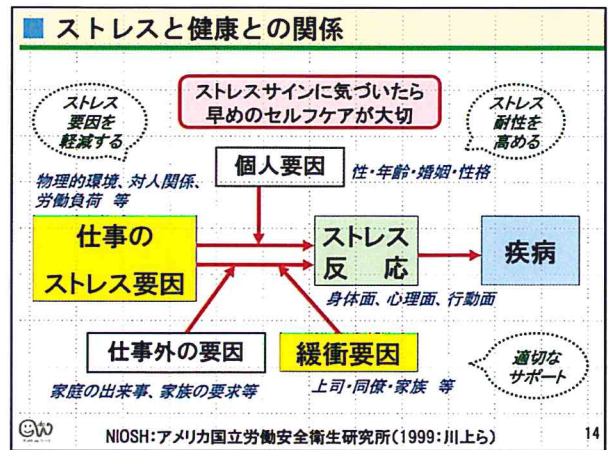 ストレスと健康との関係
ストレスサインに気づいたら
早めのセルフケアが大切
ストレス
要因を
軽減する
ストレス
耐性を
高める
個人要因
性・年齢・婚姻・性格
物理的環境、対人関係、
労働負荷 等
仕事の
ストレス要因
ストレス
反 応
疾病
身体面、心理面、行動面
仕事外の要因
緩衝要因
適切な
サポート
家庭の出来事、家族の要求等
上司・同僚・家族 等
NIOSH:アメリカ国立労働安全衛生研究所(1999:川上ら)
14